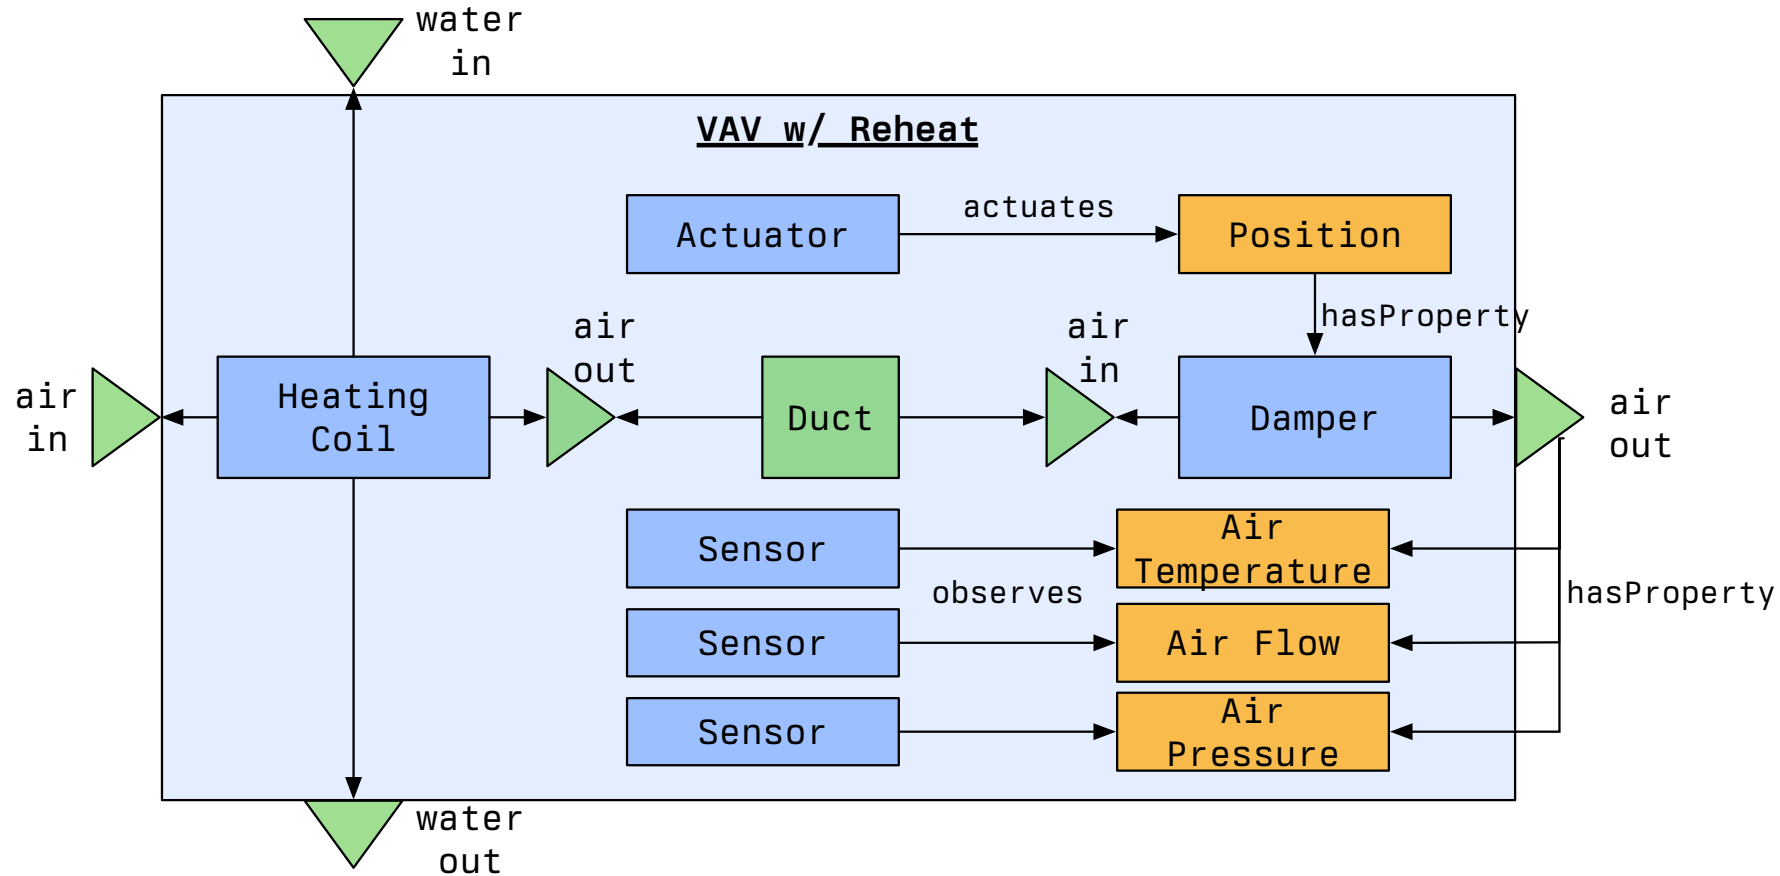 water
in
VAV w/ Reheat
Actuator
actuates
Position
hasProperty
air
in
Heating
Coil
air
out
Duct
air
in
Damper
air
out
Sensor
observes
Air
Temperature
hasProperty
Sensor
Air Flow
Sensor
Air
Pressure
water
out